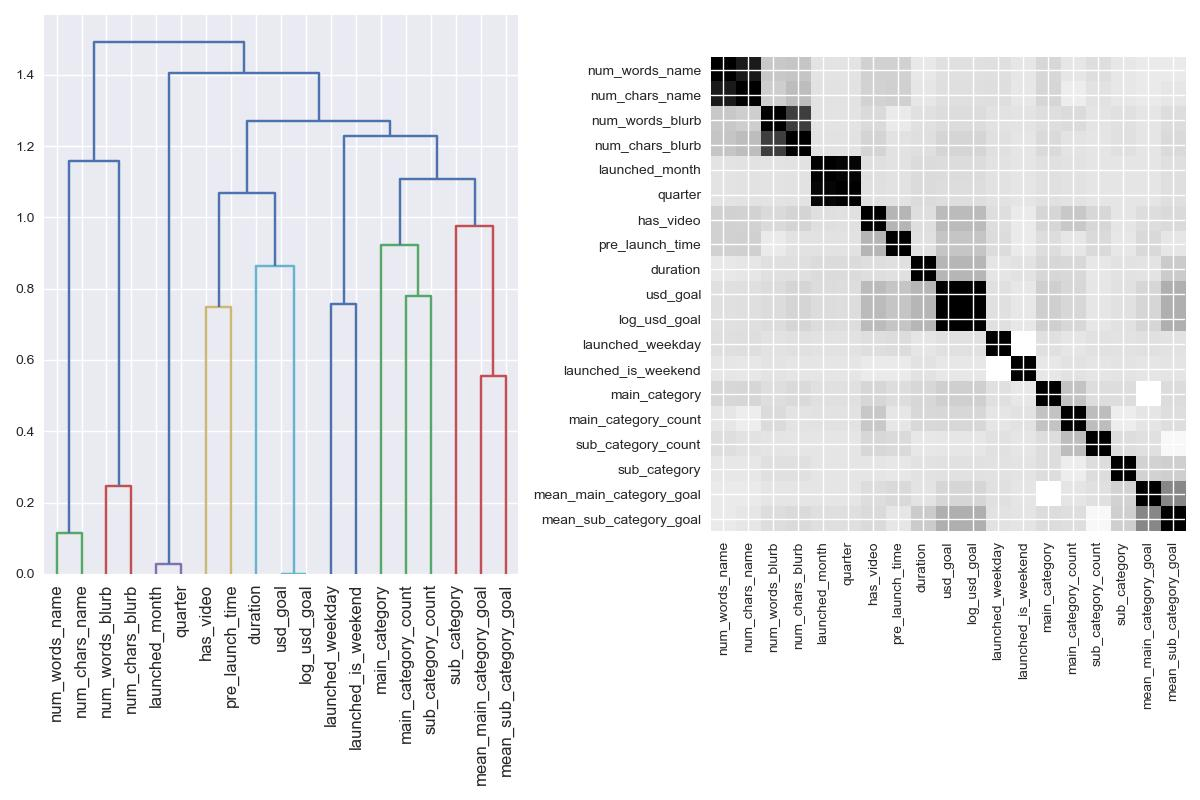 1.4
1.2
1.0
0.8
0.6
0.4
0.2
0.0
num_words_name
num_chars_name
num_words_blurb
num_chars_blurb
launched_month
quarter
has_video
pre_launch_time
duration
usd_goal
log_usd_goal
launched_weekday
launched_is_weekend
main_category
main_category_count
sub_category_count
sub_category
mean_main_category_goal
mean_sub_category_goal
num_words_name
num_chars_name
num_words_blurb
num_chars_blurb
launched_month
quarter
has_video
pre_launch_time
duration
usd_goal
log_usd_goal
launched_weekday
launched_is_weekend
main_category
main_category_count
sub_category_count
sub_category
mean_main_category_goal
mean_sub_category_goal
num_words_name
num_chars_name
num_words_blurb
num_chars_blurb
launched_month
quarter
has_video
pre_launch_time
duration
usd_goal
log_usd_goal
launched_weekday
launched_is_weekend
main_category
main_category_count
sub_category_count
sub_category
mean_main_category_goal
mean_sub_category_goal